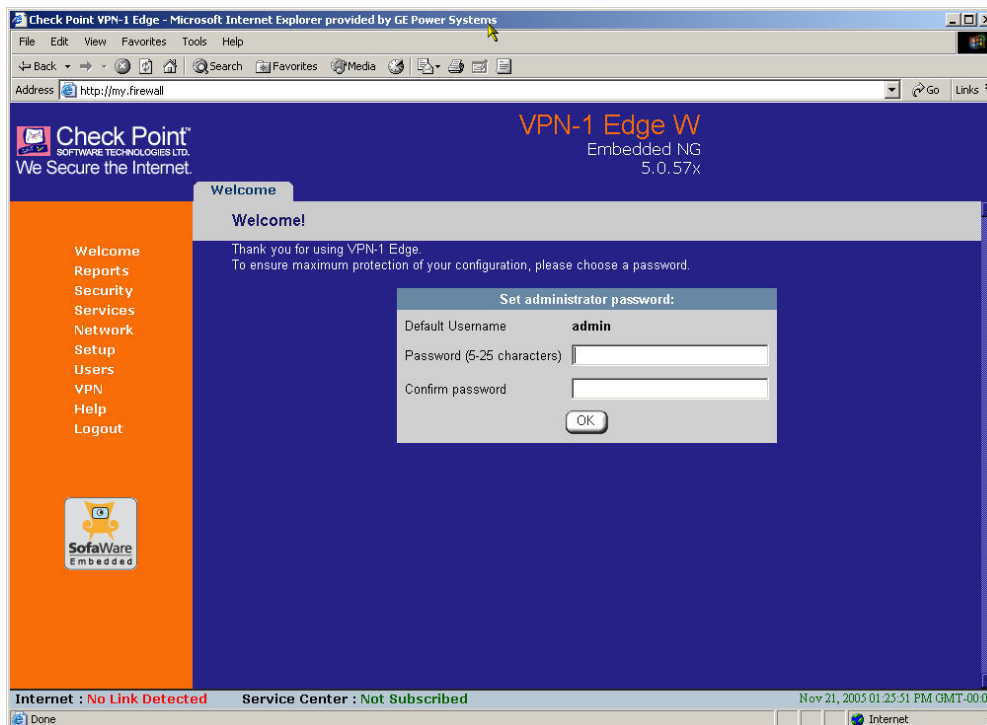 Check Point VPN-1 Edge - Microsoft Internet Explorer provided by GE Power Systems
File Edit View Favorites Tools Help
Back Search Favorites Media
Address http://my.firewall Go Links
Check Point™
SOFTWARE TECHNOLOGIES LTD.
We Secure the Internet.
VPN-1 Edge W
Embedded NG
5.0.57x
Welcome
Welcome!
Thank you for using VPN-1 Edge.
To ensure maximum protection of your configuration, please choose a password.
Set administrator password:
Default Username admin
Password (5-25 characters)
Confirm password
OK
Welcome
Reports
Security
Services
Network
Setup
Users
VPN
Help
Logout
SofaWare
Embedded
Internet : No Link Detected Service Center : Not Subscribed Nov 21, 2005 01:25:51 PM
Done Internet